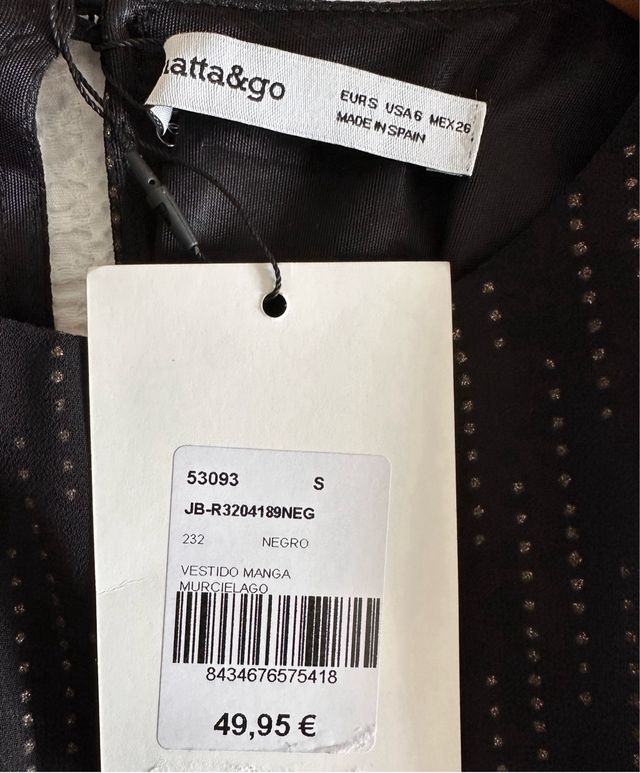 atta&go
EUR S USA 6 MEX 26
MADE IN SPAIN
53093 S
JB-R3204189NEG
232 NEGRO
VESTIDO MANGA
MURCIELAGO
8434676575418
49,95 €